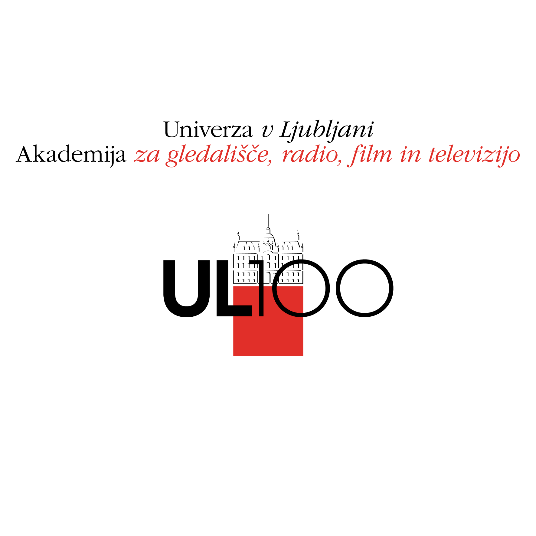 Univerza v Ljubljani
Akademija za gledališče, radio, film in televizijo
UL100